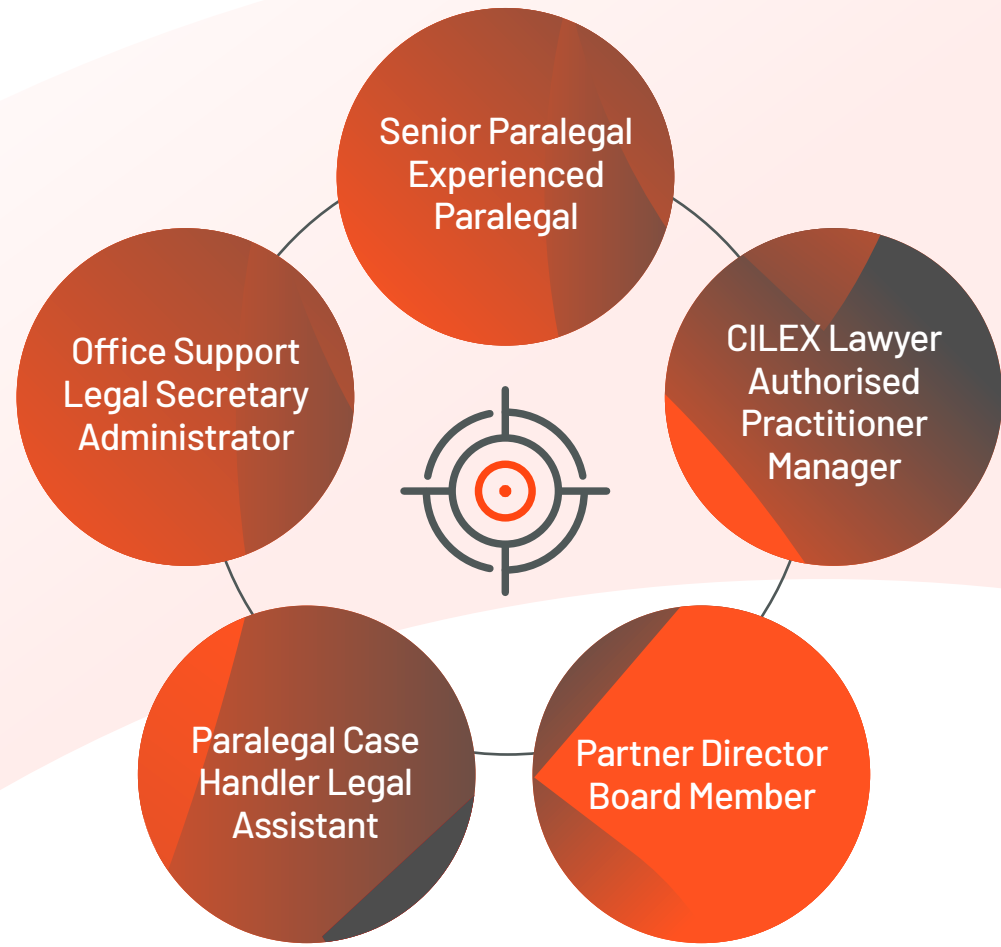 Senior Paralegal
Experienced
Paralegal
Office Support
Legal Secretary
Administrator
CILEX Lawyer
Authorised
Practitioner
Manager
Paralegal Case
Handler Legal
Assistant
Partner Director
Board Member